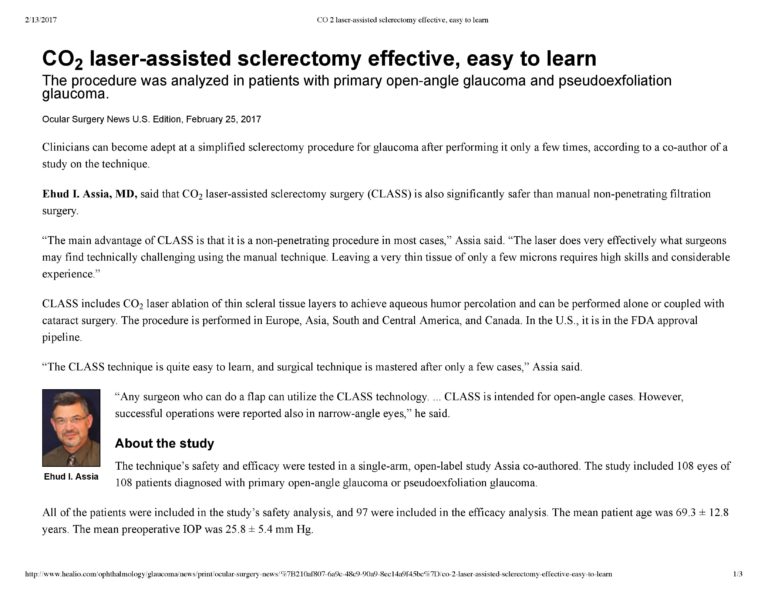 2/13/2017
CO 2 laser-assisted sclerectomy effective, easy to learn
CO2 laser-assisted sclerectomy effective, easy to learn
The procedure was analyzed in patients with primary open-angle glaucoma and pseudoexfoliation
glaucoma.
Ocular Surgery News U.S. Edition, February 25, 2017
Clinicians can become adept at a simplified sclerectomy procedure for glaucoma after performing it only a few times, according to a co-author of a
study on the technique.
Ehud I. Assia, MD, said that CO2 laser-assisted sclerectomy surgery (CLASS) is also significantly safer than manual non-penetrating filtration
surgery.
“The main advantage of CLASS is that it is a non-penetrating procedure in most cases,” Assia said. “The laser does very effectively what surgeons
may find technically challenging using the manual technique. Leaving a very thin tissue of only a few microns requires high skills and considerable
experience.”
CLASS includes CO2 laser ablation of thin scleral tissue layers to achieve aqueous humor percolation and can be performed alone or coupled with
cataract surgery. The procedure is performed in Europe, Asia, South and Central America, and Canada. In the U.S., it is in the FDA approval
pipeline.
“The CLASS technique is quite easy to learn, and surgical technique is mastered after only a few cases,” Assia said.
“Any surgeon who can do a flap can utilize the CLASS technology. ... CLASS is intended for open-angle cases. However,
successful operations were reported also in narrow-angle eyes,” he said.
About the study
The technique’s safety and efficacy were tested in a single-arm, open-label study Assia co-authored. The study included 108 eyes of
108 patients diagnosed with primary open-angle glaucoma or pseudoexfoliation glaucoma.
Ehud I. Assia
All of the patients were included in the study’s safety analysis, and 97 were included in the efficacy analysis. The mean patient age was 69.3 ± 12.8
years. The mean preoperative IOP was 25.8 ± 5.4 mm Hg.
http://www.healio.com/ophthalmology/glaucoma/news/print/ocular-surgery-news/%7B210af807-6a9c-48c9-90a9-8ec14a9f45bc%7D/co-2-laser-assisted-sclerectomy-effective-easy-to-learn
1/3